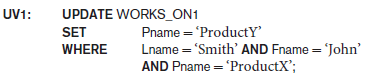 UV1: UPDATE WORKS_ON1
SET Pname = ‘ProductY’
WHERE Lname = ‘Smith’ AND Fname = ‘John’
AND Pname = ‘ProductX’;